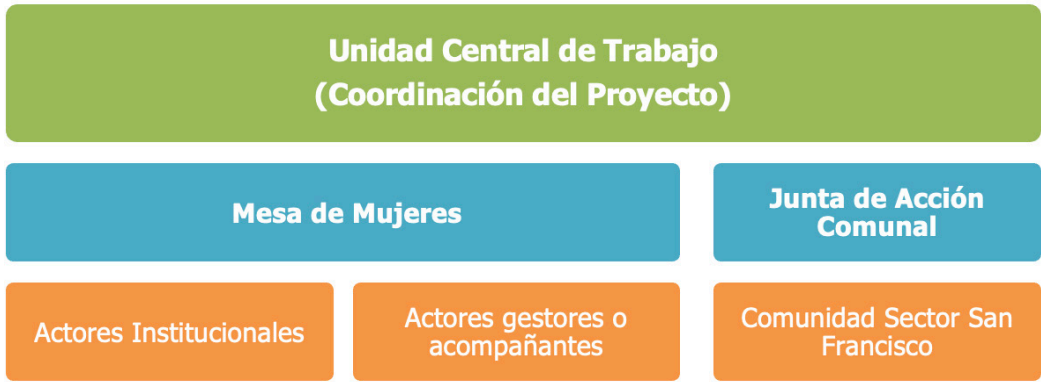 Unidad Central de Trabajo
(Coordinación del Proyecto)
Mesa de Mujeres
Junta de Acción
Comunal
Actores Institucionales
Actores gestores o
acompañantes
Comunidad Sector San
Francisco